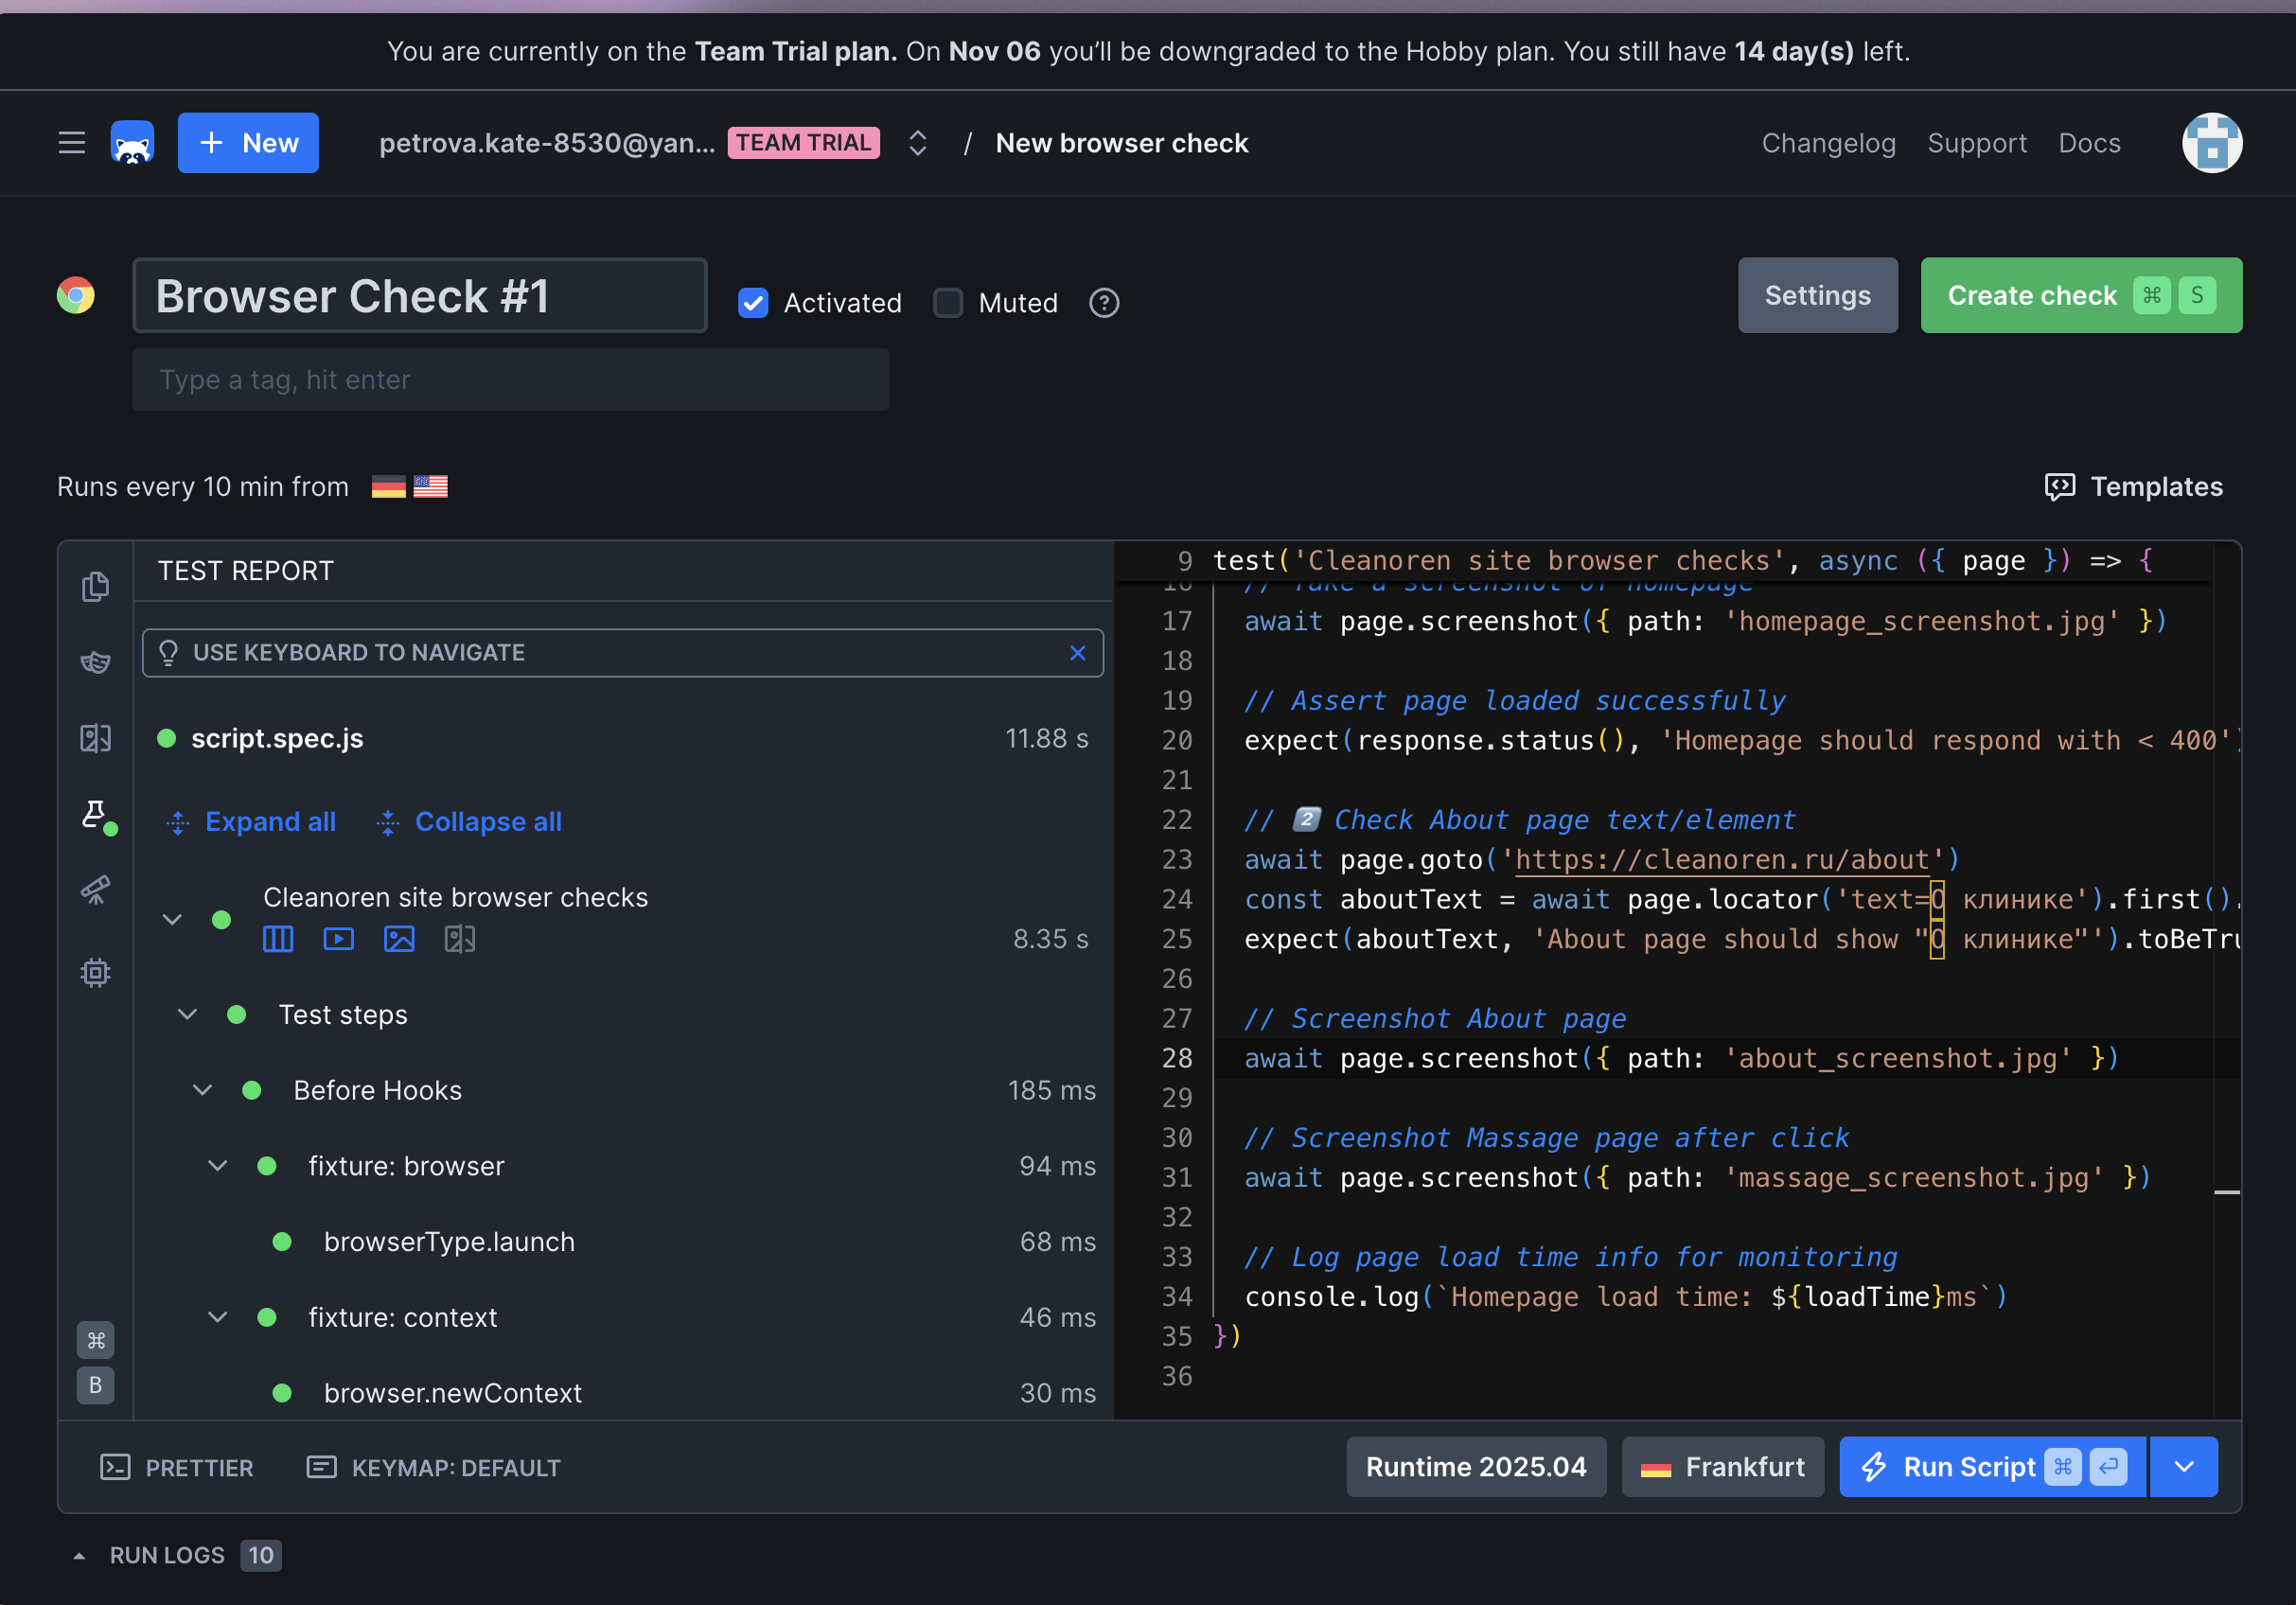 You are currently on the Team Trial plan. On Nov 06 you'll be downgraded to the Hobby plan. You still have 14 day(s) left.
+ New
petrova.kate-8530@yan... TEAM TRIAL / New browser check
Changelog Support Docs
Browser Check #1
Activated Muted ?
Settings
Create check ⌘ S
Type a tag, hit enter
Runs every 10 min from
Templates
TEST REPORT
USE KEYBOARD TO NAVIGATE
script.spec.js 11.88 s
Expand all Collapse all
Cleanoren site browser checks
8.35 s
Test steps
Before Hooks 185 ms
fixture: browser 94 ms
browserType.launch 68 ms
fixture: context 46 ms
browser.newContext 30 ms
⌘
B
9 test('Cleanoren site browser checks', async ({ page }) => {
16 // Take a screenshot of homepage
17 await page.screenshot({ path: 'homepage_screenshot.jpg' })
18
19 // Assert page loaded successfully
20 expect(response.status(), 'Homepage should respond with < 400')
21
22 // 2️⃣ Check About page text/element
23 await page.goto('https://cleanoren.ru/about')
24 const aboutText = await page.locator('text=О клинике').first().
25 expect(aboutText, 'About page should show "О клинике"').toBeTru
26
27 // Screenshot About page
28 await page.screenshot({ path: 'about_screenshot.jpg' })
29
30 // Screenshot Massage page after click
31 await page.screenshot({ path: 'massage_screenshot.jpg' })
32
33 // Log page load time info for monitoring
34 console.log(`Homepage load time: ${loadTime}ms`)
35 })
36
PRETTIER KEYMAP: DEFAULT
Runtime 2025.04 Frankfurt Run Script ⌘ ↵
RUN LOGS 10